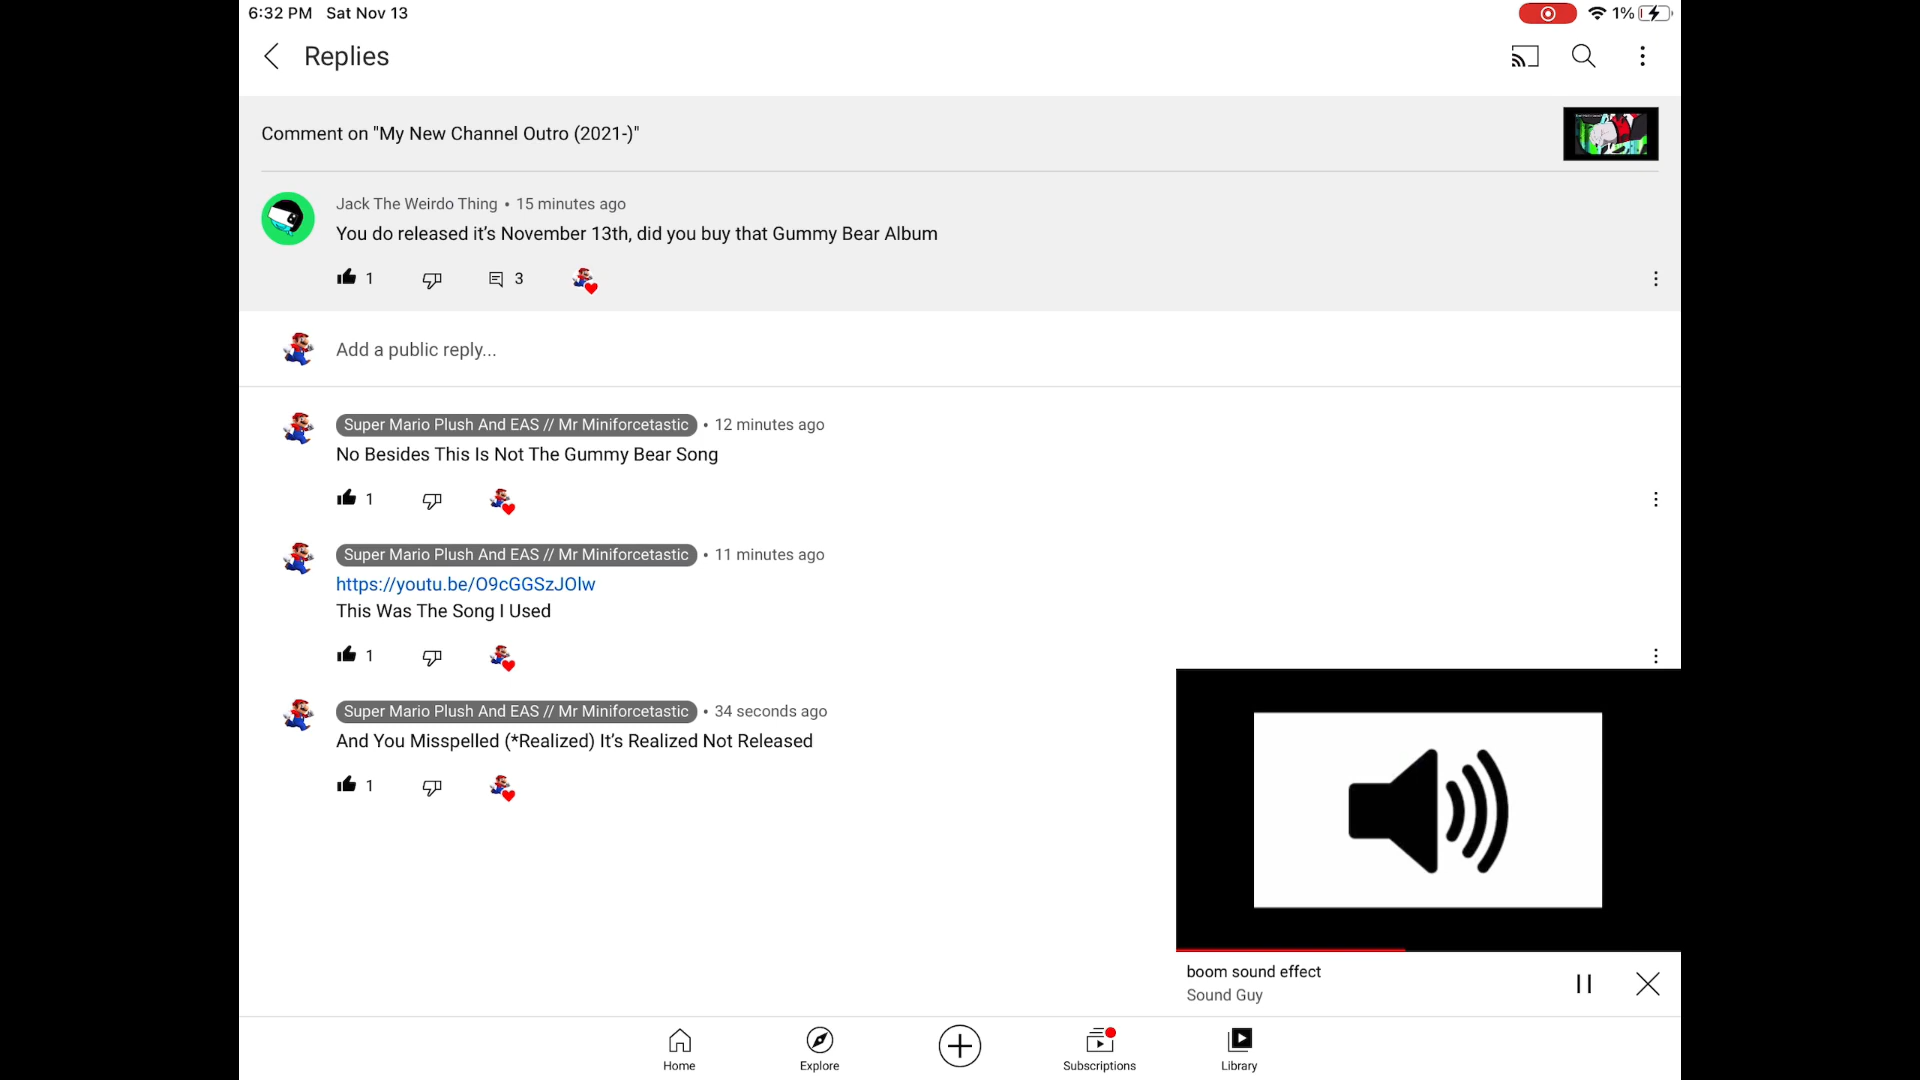 6:32 PM Sat Nov 13
1%
Replies
Comment on "My New Channel Outro (2021-)"
Jack The Weirdo Thing • 15 minutes ago
You do released it’s November 13th, did you buy that Gummy Bear Album
1 3
Add a public reply...
Super Mario Plush And EAS // Mr Miniforcetastic • 12 minutes ago
No Besides This Is Not The Gummy Bear Song
1
Super Mario Plush And EAS // Mr Miniforcetastic • 11 minutes ago
https://youtu.be/O9cGGSzJOlw
This Was The Song I Used
1
Super Mario Plush And EAS // Mr Miniforcetastic • 34 seconds ago
And You Misspelled (*Realized) It’s Realized Not Released
1
boom sound effect
Sound Guy
Home Explore Subscriptions Library